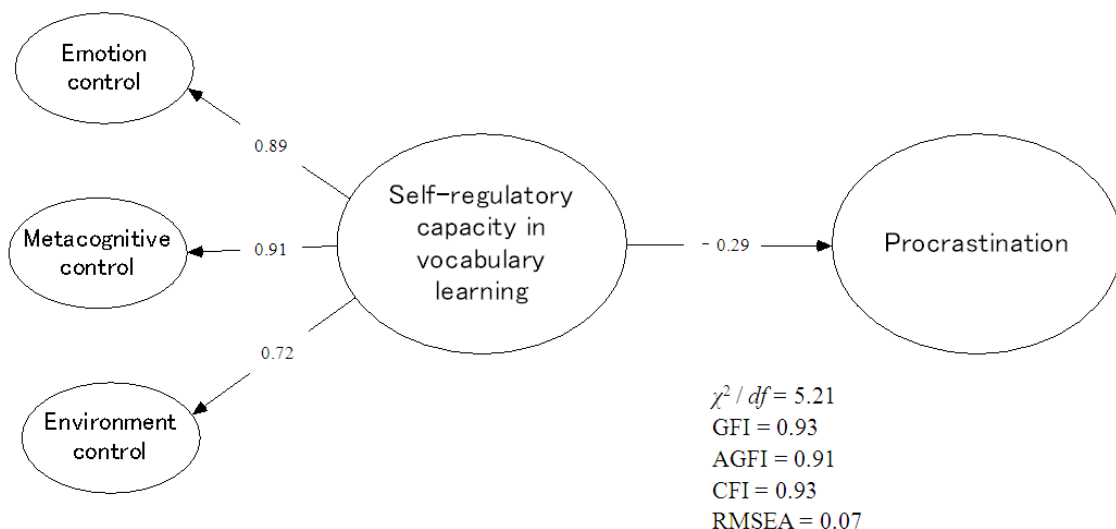 Emotion
control
0.89
Metacognitive
control
0.91
Environment
control
0.72
Self-regulatory
capacity in
vocabulary
learning
- 0.29
Procrastination
χ² / df = 5.21
GFI = 0.93
AGFI = 0.91
CFI = 0.93
RMSEA = 0.07